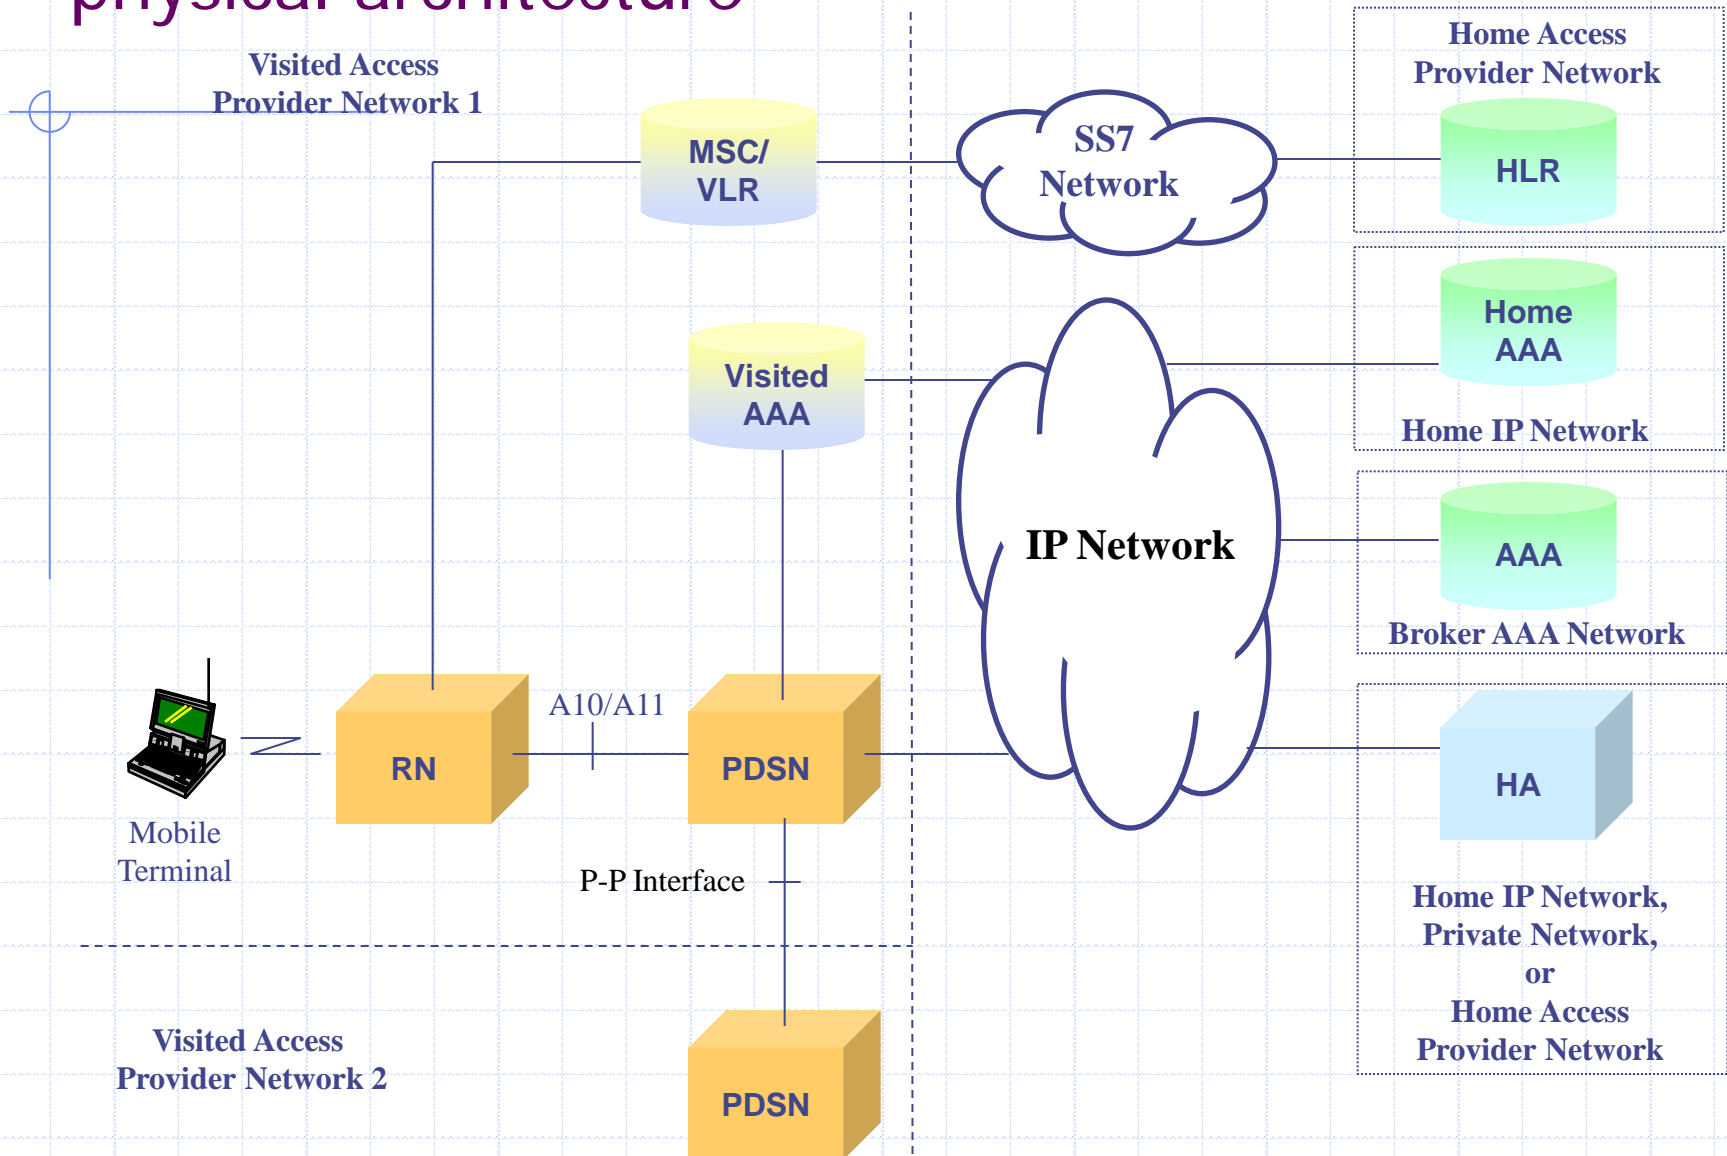 physical architecture
Visited Access
Provider Network 1
MSC/
VLR
SS7
Network
Home Access
Provider Network
HLR
Visited
AAA
Home
AAA
Home IP Network
IP Network
AAA
Broker AAA Network
Mobile
Terminal
RN
A10/A11
PDSN
HA
P-P Interface
Home IP Network,
Private Network,
or
Home Access
Provider Network
Visited Access
Provider Network 2
PDSN